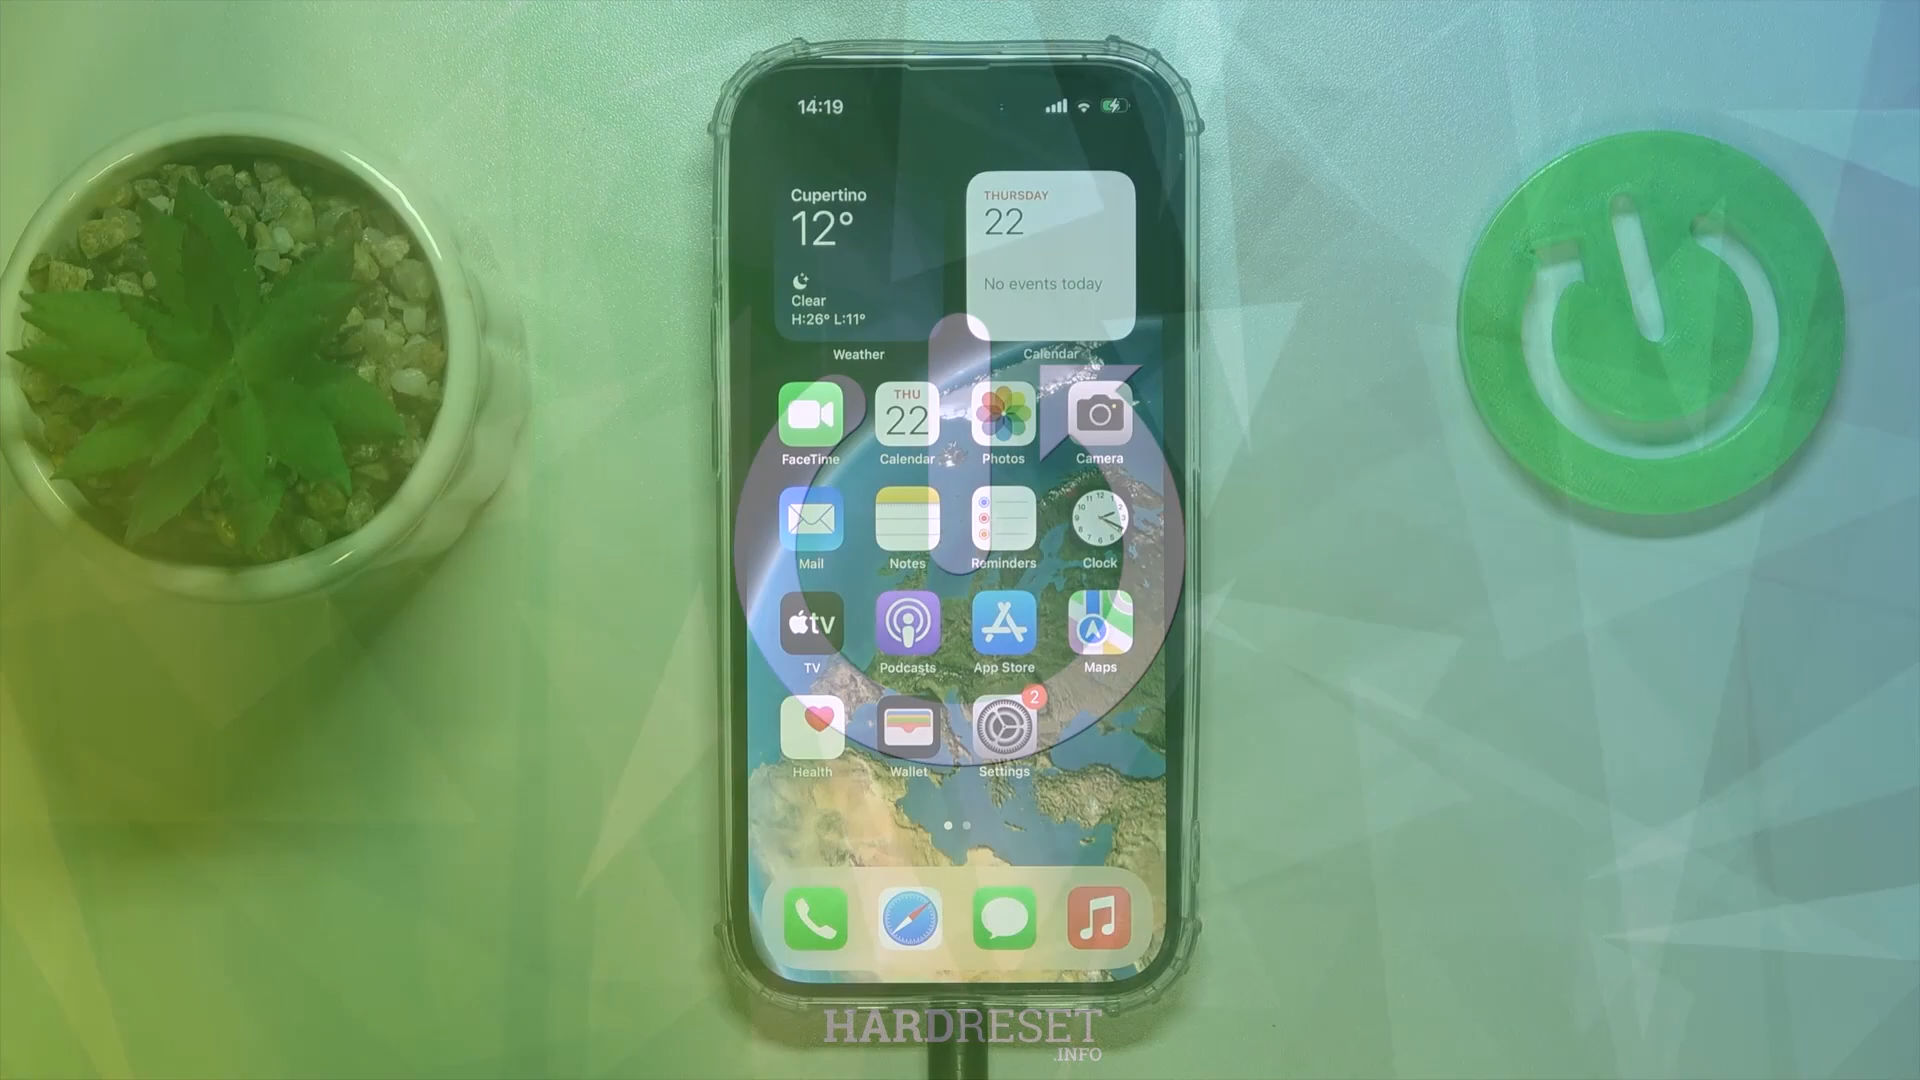 14:19
Cupertino
12°
Clear
H:26° L:11°
Weather
THURSDAY
22
No events today
Calendar
THU
22
FaceTime
Calendar
Photos
Camera
Mail
Notes
Reminders
Clock
tv
TV
Podcasts
App Store
Maps
2
Health
Wallet
Settings
HARDRESET
.INFO